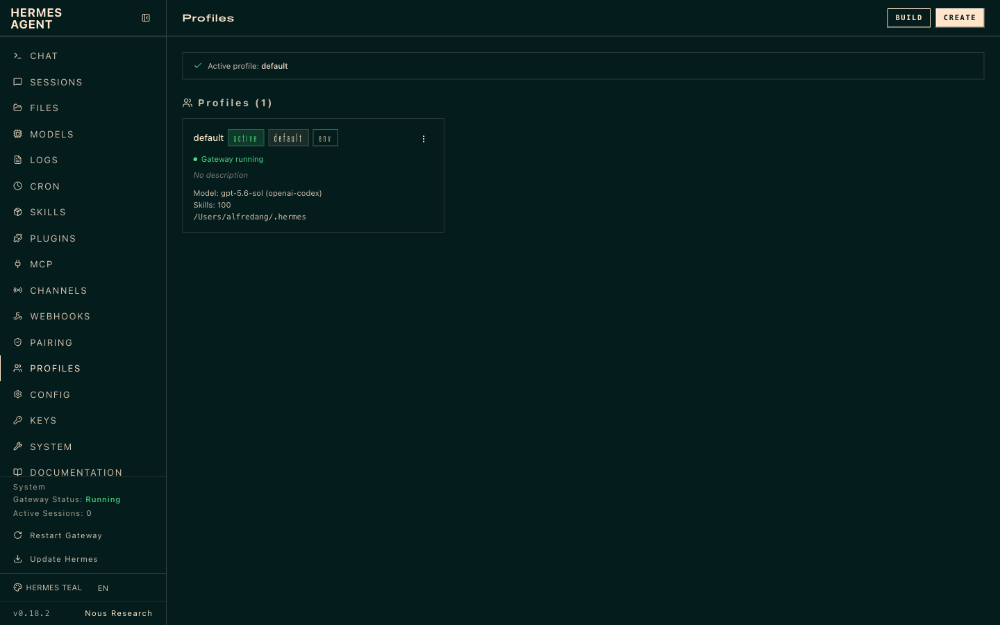 HERMES
AGENT
CHAT
SESSIONS
FILES
MODELS
LOGS
CRON
SKILLS
PLUGINS
MCP
CHANNELS
WEBHOOKS
PAIRING
PROFILES
CONFIG
KEYS
SYSTEM
DOCUMENTATION
System
Gateway Status: Running
Active Sessions: 0
Restart Gateway
Update Hermes
HERMES TEAL EN
v0.18.2 Nous Research
Profiles
BUILD CREATE
Active profile: default
Profiles (1)
default active default env
Gateway running
No description
Model: gpt-5.6-sol (openai-codex)
Skills: 100
/Users/alfredang/.hermes